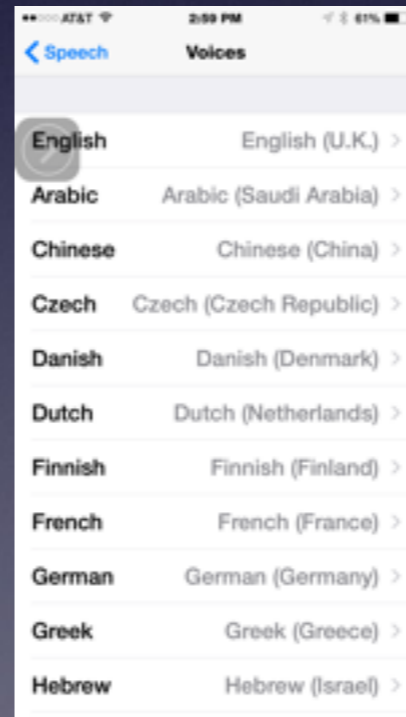 AT&T 2:59 PM 61%
Speech Voices
English English (U.K.)
Arabic Arabic (Saudi Arabia)
Chinese Chinese (China)
Czech Czech (Czech Republic)
Danish Danish (Denmark)
Dutch Dutch (Netherlands)
Finnish Finnish (Finland)
French French (France)
German German (Germany)
Greek Greek (Greece)
Hebrew Hebrew (Israel)